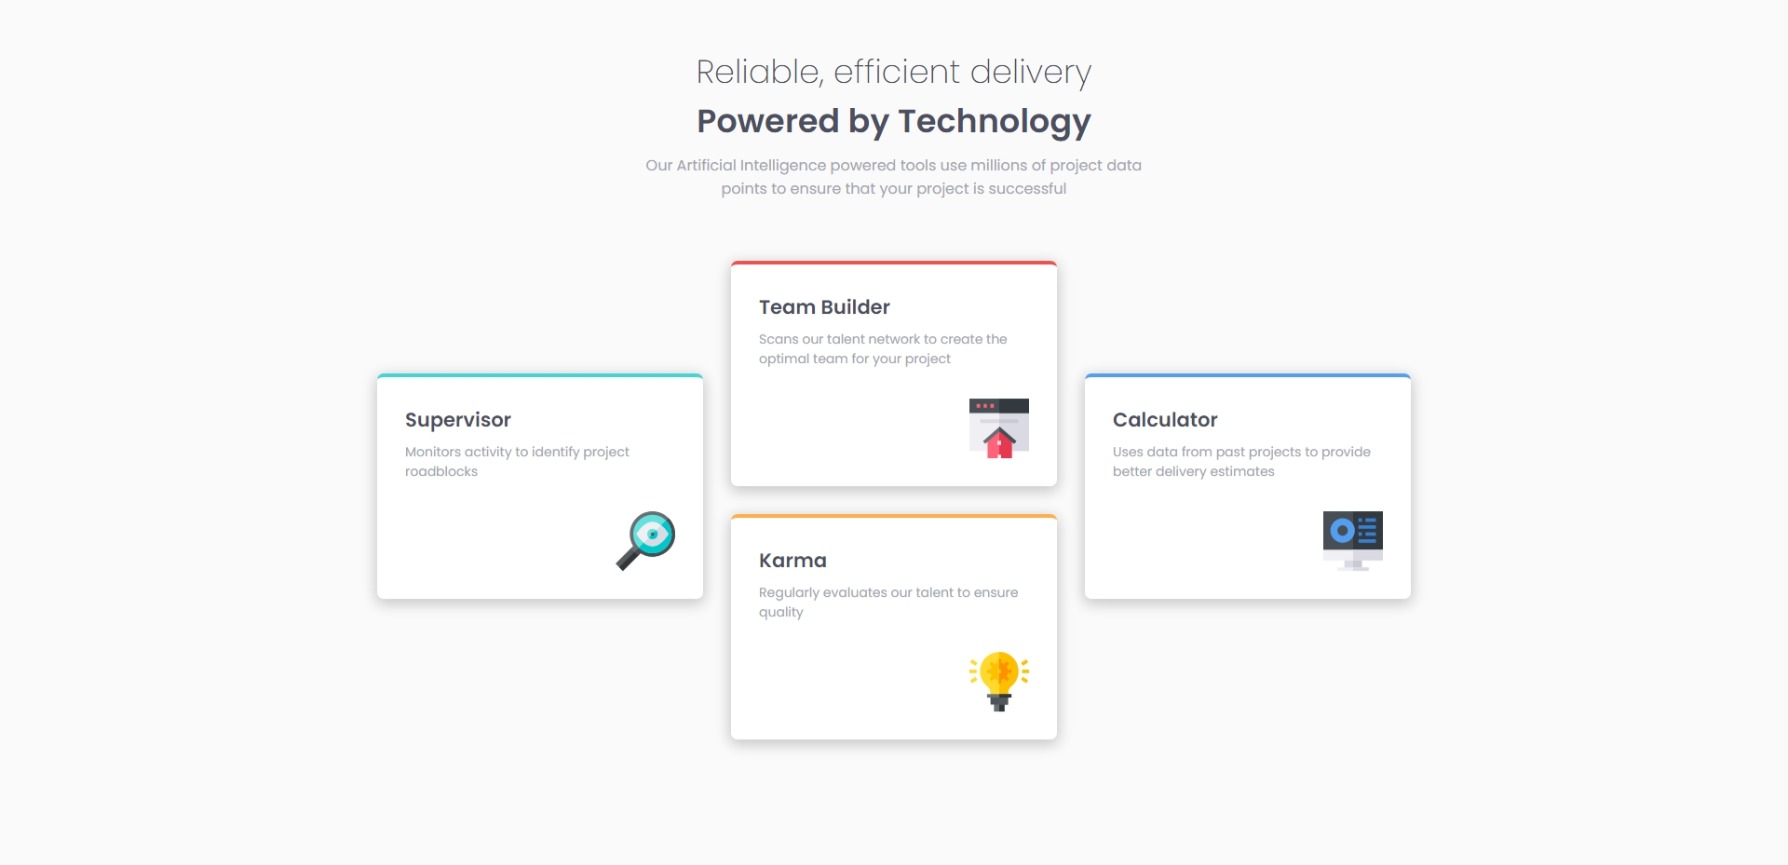 Reliable, efficient delivery
Powered by Technology
Our Artificial Intelligence powered tools use millions of project data
points to ensure that your project is successful
Team Builder
Scans our talent network to create the
optimal team for your project
Supervisor
Monitors activity to identify project
roadblocks
Calculator
Uses data from past projects to provide
better delivery estimates
Karma
Regularly evaluates our talent to ensure
quality